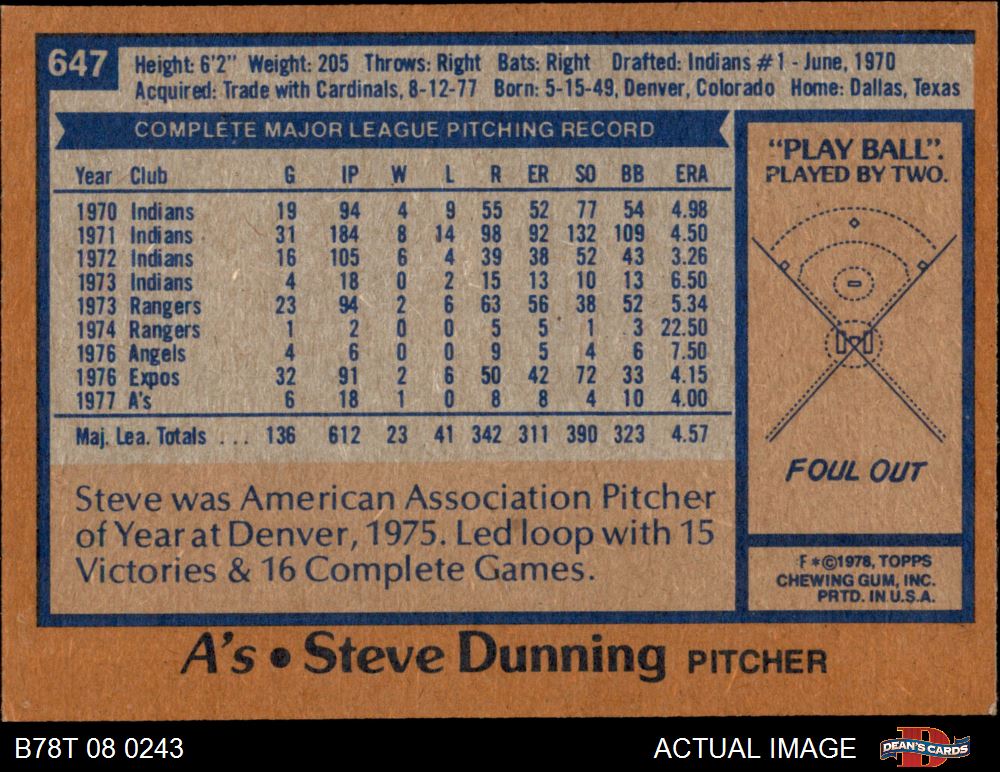 647
Height: 6'2" Weight: 205 Throws: Right Bats: Right Drafted: Indians #1 - June, 1970
Acquired: Trade with Cardinals, 8-12-77 Born: 5-15-49, Denver, Colorado Home: Dallas, Texas
COMPLETE MAJOR LEAGUE PITCHING RECORD
Year Club G IP W L R ER SO BB ERA
1970 Indians 19 94 4 9 55 52 77 54 4.98
1971 Indians 31 184 8 14 98 92 132 109 4.50
1972 Indians 16 105 6 4 39 38 52 43 3.26
1973 Indians 4 18 0 2 15 13 10 13 6.50
1973 Rangers 23 94 2 6 63 56 38 52 5.34
1974 Rangers 1 2 0 0 5 5 1 3 22.50
1976 Angels 4 6 0 0 9 5 4 6 7.50
1976 Expos 32 91 2 6 50 42 72 33 4.15
1977 A's 6 18 1 0 8 8 4 10 4.00
Maj. Lea. Totals ... 136 612 23 41 342 311 390 323 4.57
Steve was American Association Pitcher
of Year at Denver, 1975. Led loop with 15
Victories & 16 Complete Games.
"PLAY BALL".
PLAYED BY TWO.
FOUL OUT
F*©1978, TOPPS
CHEWING GUM, INC.
PRTD. IN U.S.A.
A's • Steve Dunning PITCHER
B78T 08 0243
ACTUAL IMAGE
DEAN'S CARDS